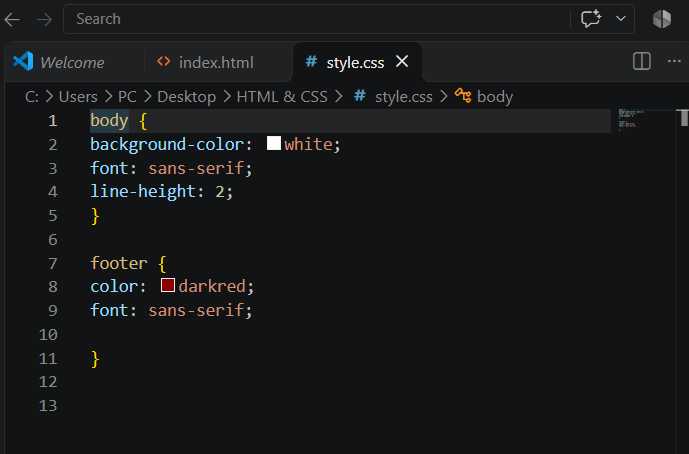 Search
Welcome
index.html
# style.css
C: > Users > PC > Desktop > HTML & CSS > # style.css > body
1 body {
2 background-color: white;
3 font: sans-serif;
4 line-height: 2;
5 }
6
7 footer {
8 color: darkred;
9 font: sans-serif;
10
11 }
12
13